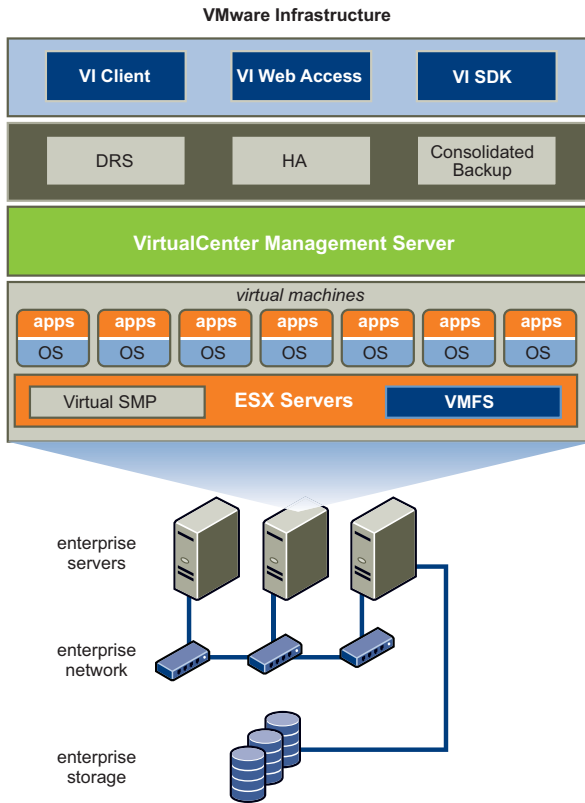 VMware Infrastructure
VI Client
VI Web Access
VI SDK
DRS
HA
Consolidated
Backup
VirtualCenter Management Server
virtual machines
apps
apps
apps
apps
apps
apps
apps
OS
OS
OS
OS
OS
OS
OS
Virtual SMP
ESX Servers
VMFS
enterprise
servers
enterprise
network
enterprise
storage